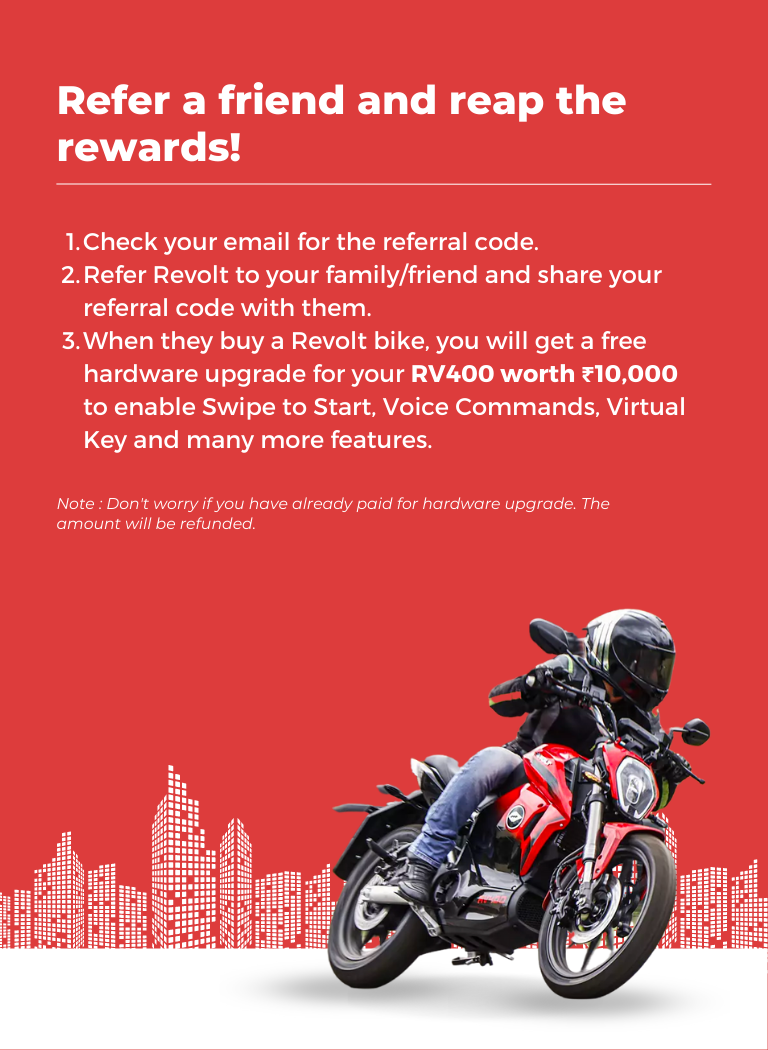 Refer a friend and reap the
rewards!
1. Check your email for the referral code.
2. Refer Revolt to your family/friend and share your
referral code with them.
3. When they buy a Revolt bike, you will get a free
hardware upgrade for your RV400 worth ₹10,000
to enable Swipe to Start, Voice Commands, Virtual
Key and many more features.
Note : Don't worry if you have already paid for hardware upgrade. The
amount will be refunded.